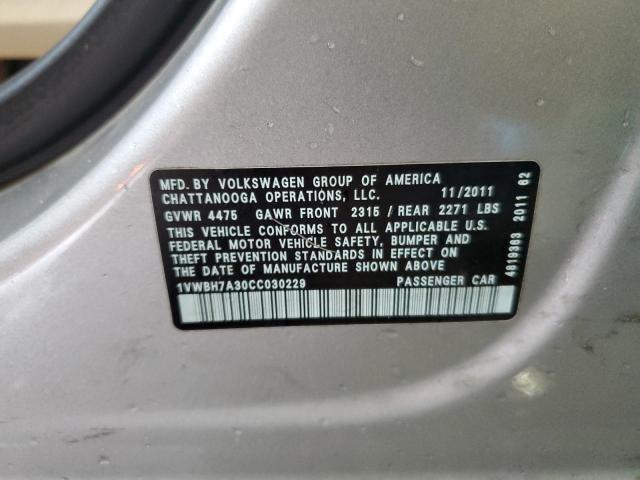 MFD. BY VOLKSWAGEN GROUP OF AMERICA
CHATTANOOGA OPERATIONS, LLC. 11/2011
GVWR 4475 GAWR FRONT 2315 / REAR 2271 LBS
THIS VEHICLE CONFORMS TO ALL APPLICABLE U.S.
FEDERAL MOTOR VEHICLE SAFETY, BUMPER AND
THEFT PREVENTION STANDARDS IN EFFECT ON
THE DATE OF MANUFACTURE SHOWN ABOVE
1VWBH7A30CC030229 PASSENGER CAR
4819363 2011 62